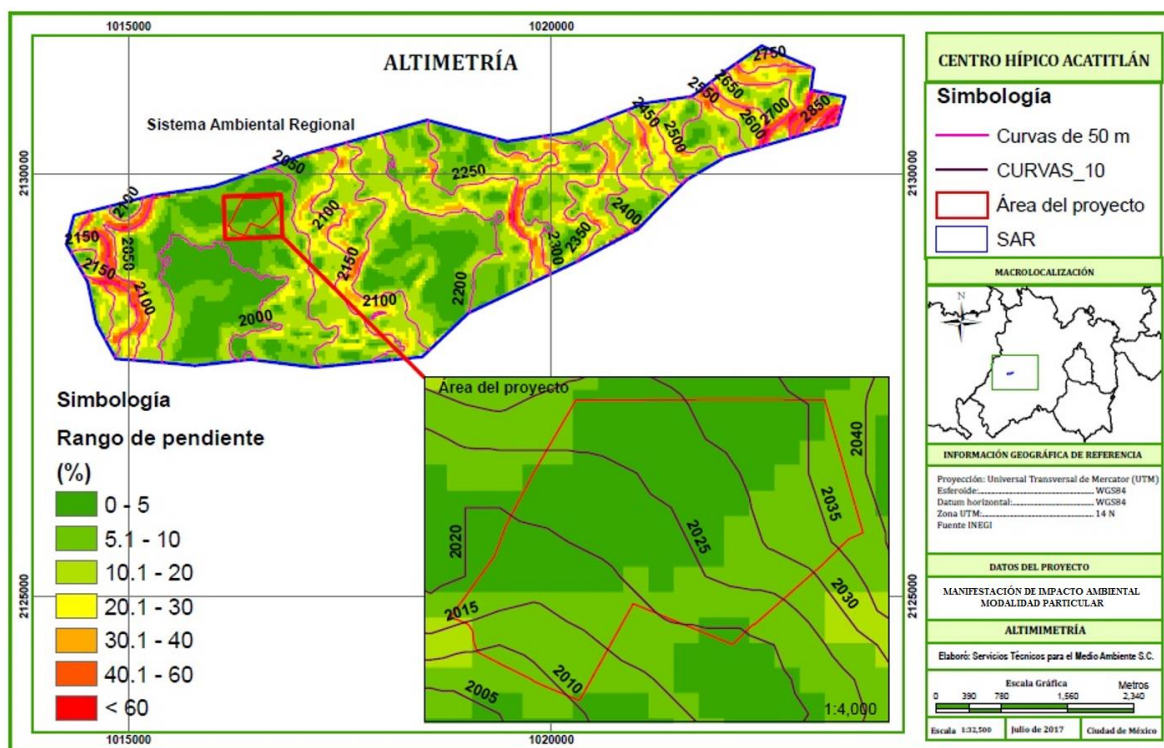 1015000
1020000
ALTIMETRÍA
Sistema Ambiental Regional
2130000
2130000
2125000
2125000
2750
2650
2550
2700
2850
2600
2450
2500
2050
2250
2100
2100
2400
2150
2050
2150
2150
2300
2350
2100
2100
2200
2000
Simbología
Rango de pendiente
(%)
0 - 5
5.1 - 10
10.1 - 20
20.1 - 30
30.1 - 40
40.1 - 60
< 60
Área del proyecto
2040
2035
2020
2025
2030
2015
2010
2005
1:4,000
1015000
1020000
CENTRO HÍPICO ACATITLÁN
Simbología
Curvas de 50 m
CURVAS_10
Área del proyecto
SAR
MACROLOCALIZACIÓN
N
INFORMACIÓN GEOGRÁFICA DE REFERENCIA
Proyección: Universal Transversal de Mercator (UTM)
Esferoide:........................ WGS84
Datum horizontal:........................ WGS84
Zona UTM:........................ 14 N
Fuente INEGI
DATOS DEL PROYECTO
MANIFESTACIÓN DE IMPACTO AMBIENTAL
MODALIDAD PARTICULAR
ALTIMIMETRÍA
Elaboró: Servicios Técnicos para el Medio Ambiente S.C.
Escala Gráfica
Metros
0 390 780 1,560 2,340
Escala 1:32,500 Julio de 2017 Ciudad de México